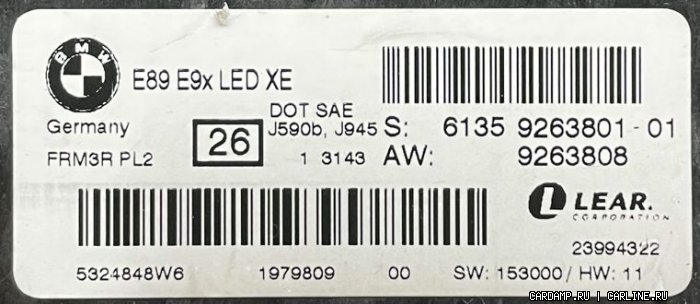 BMW
E89 E9x LED XE
Germany
FRM3R PL2
26
DOT SAE
J590b, J945
1 3143
S: 6135 9263801-01
AW: 9263808
LEAR.
CORPORATION
23994322
5324848W6 1979809 00 SW: 153000 / HW: 11
CARDAMP.RU | CARLINE.RU